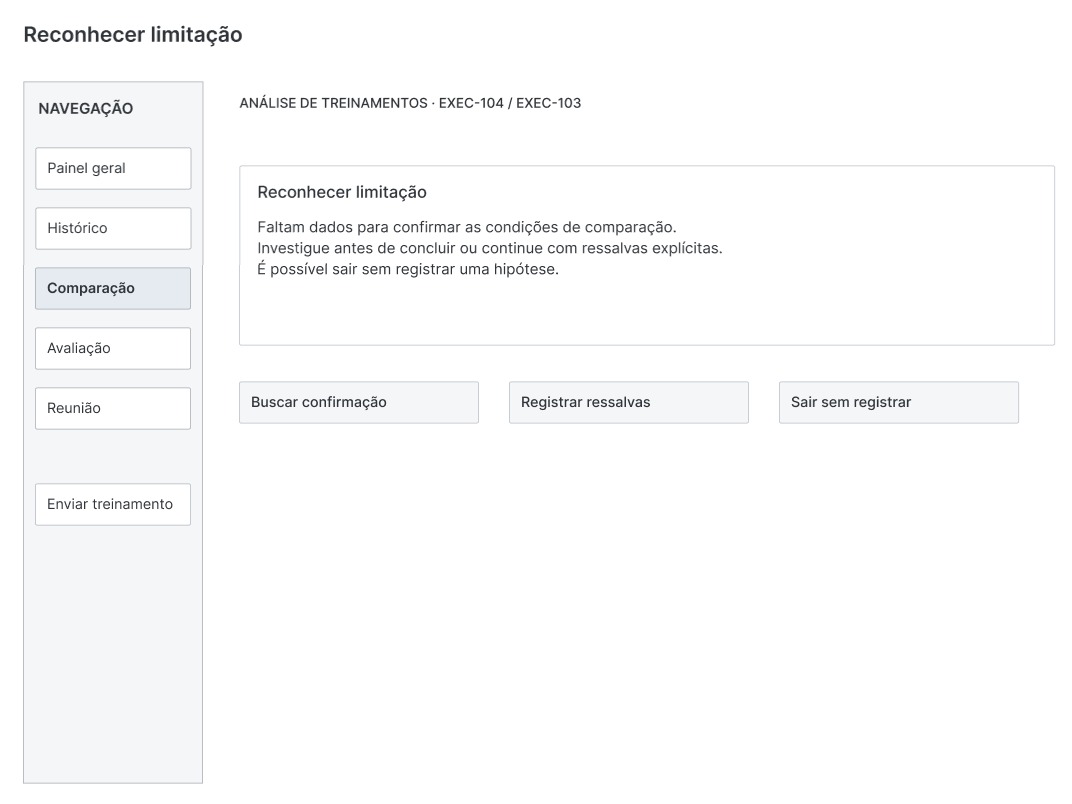 Reconhecer limitação
NAVEGAÇÃO
Painel geral
Histórico
Comparação
Avaliação
Reunião
Enviar treinamento
ANÁLISE DE TREINAMENTOS · EXEC-104 / EXEC-103
Reconhecer limitação
Faltam dados para confirmar as condições de comparação.
Investigue antes de concluir ou continue com ressalvas explícitas.
É possível sair sem registrar uma hipótese.
Buscar confirmação
Registrar ressalvas
Sair sem registrar